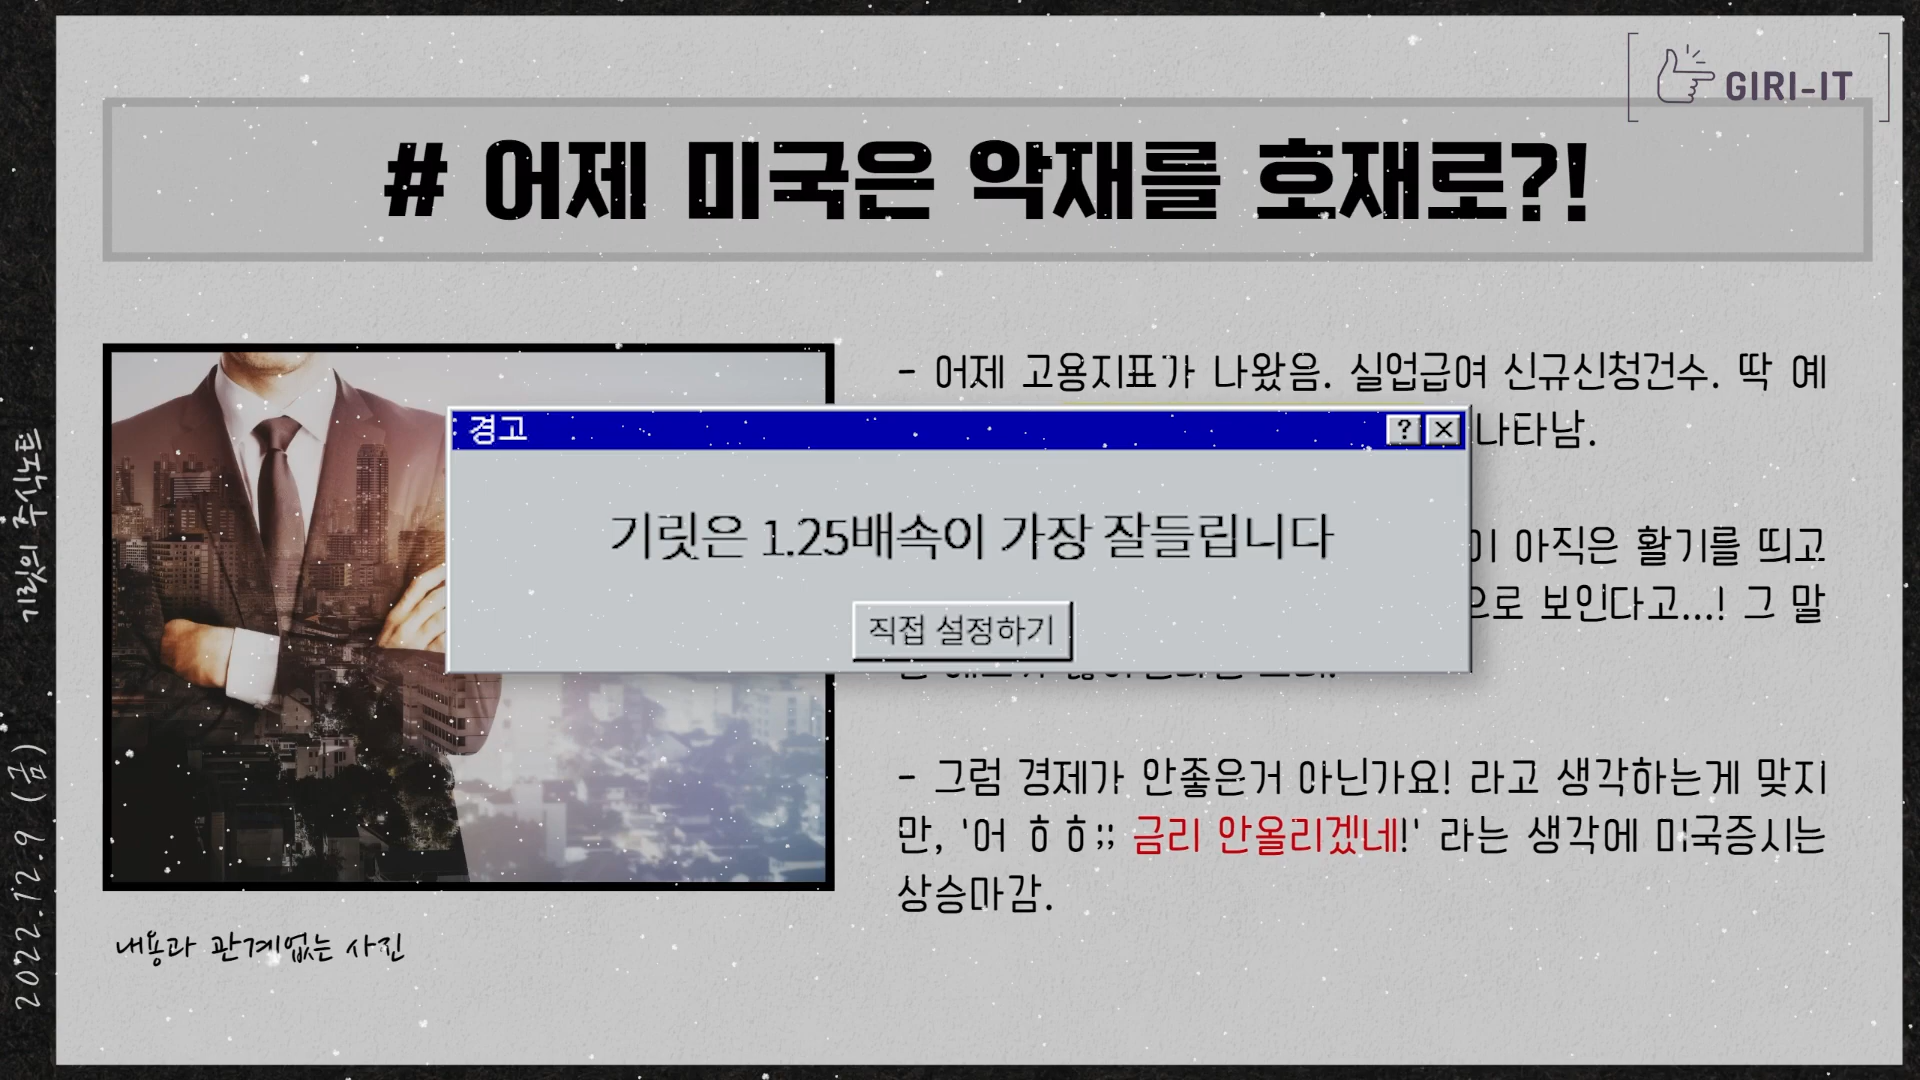 GIRI-IT
# 어제 미국은 악재를 호재로?!
- 어제 고용지표가 나왔음. 실업급여 신규신청건수. 딱 예
나타남.
경고
? ×
기릿은 1.25배속이 가장 잘들립니다
직접 설정하기
아직은 활기를 띄고
보인다고...! 그 말
- 그럼 경제가 안좋은거 아닌가요! 라고 생각하는게 맞지
만, '어 ㅎㅎ;; 금리 안올리겠네!' 라는 생각에 미국증시는
상승마감.
내용과 관계없는 사진
2022.12.9 (금) 기릿의 주식노트